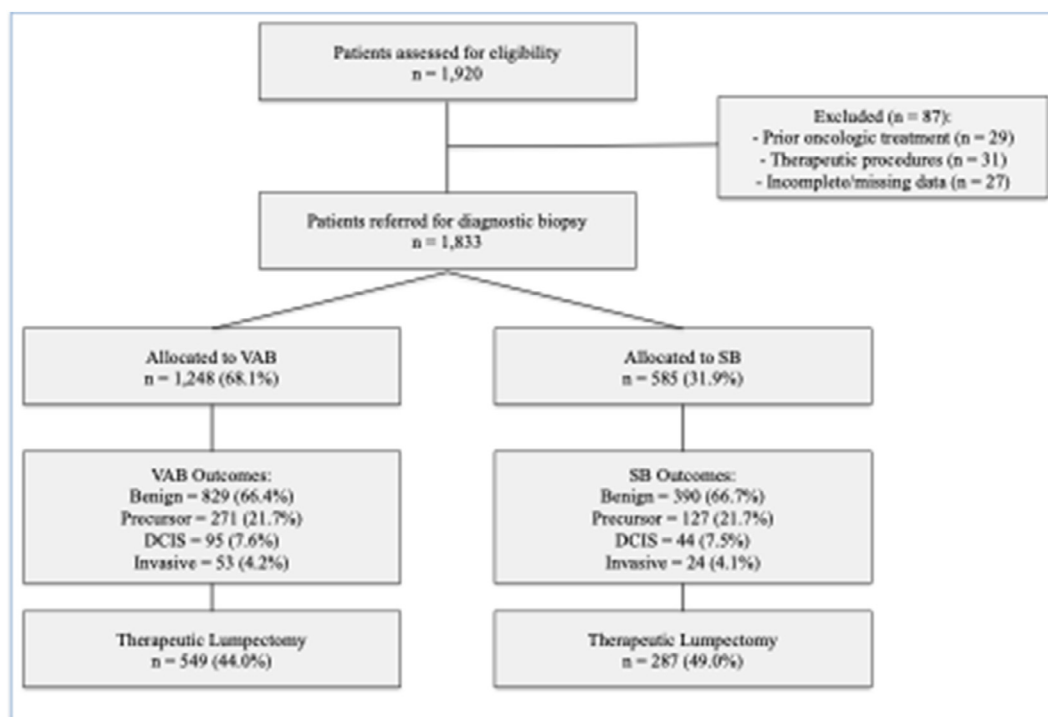 Patients assessed for eligibility
n = 1,920
Excluded (n = 87):
- Prior oncologic treatment (n = 29)
- Therapeutic procedures (n = 31)
- Incomplete/missing data (n = 27)
Patients referred for diagnostic biopsy
n = 1,833
Allocated to VAB
n = 1,248 (68.1%)
Allocated to SB
n = 585 (31.9%)
VAB Outcomes:
Benign = 829 (66.4%)
Precursor = 271 (21.7%)
DCIS = 95 (7.6%)
Invasive = 53 (4.2%)
SB Outcomes:
Benign = 390 (66.7%)
Precursor = 127 (21.7%)
DCIS = 44 (7.5%)
Invasive = 24 (4.1%)
Therapeutic Lumpectomy
n = 549 (44.0%)
Therapeutic Lumpectomy
n = 287 (49.0%)